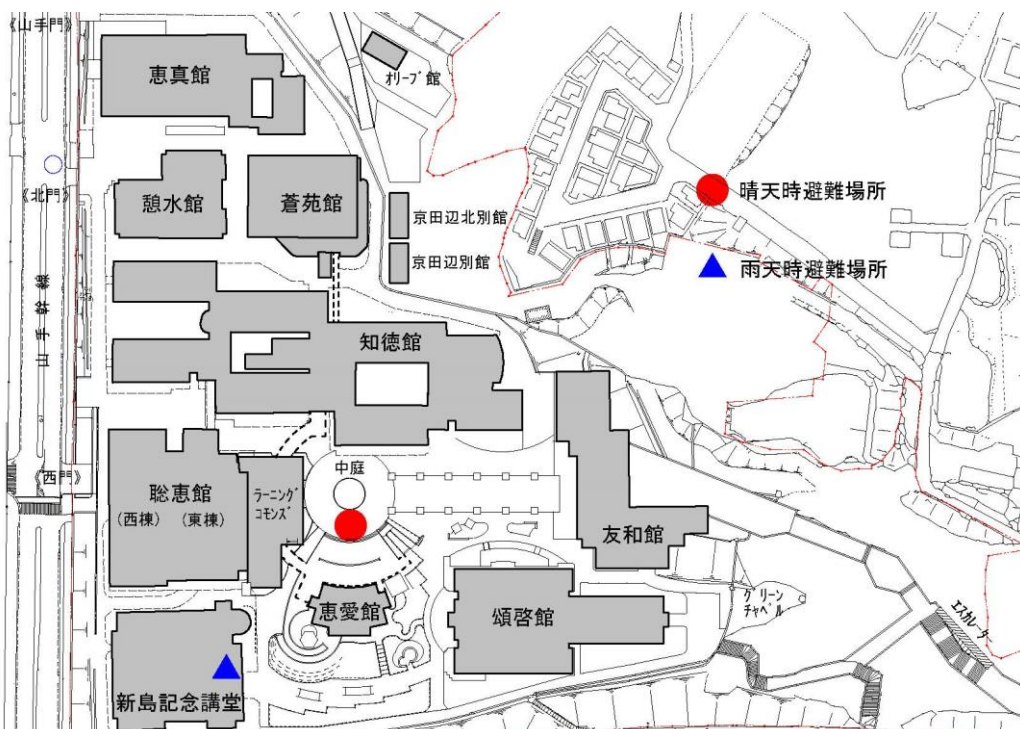 《山手門》
恵真館
オリーブ館
《北門》
憩水館
蒼苑館
京田辺北別館
京田辺別館
晴天時避難場所
雨天時避難場所
山手幹線
知徳館
《西門》
聡恵館
(西棟) (東棟)
ラーニング
コモンズ
中庭
友和館
恵愛館
頌啓館
グリーン
チャペル
エスカレーター
新島記念講堂